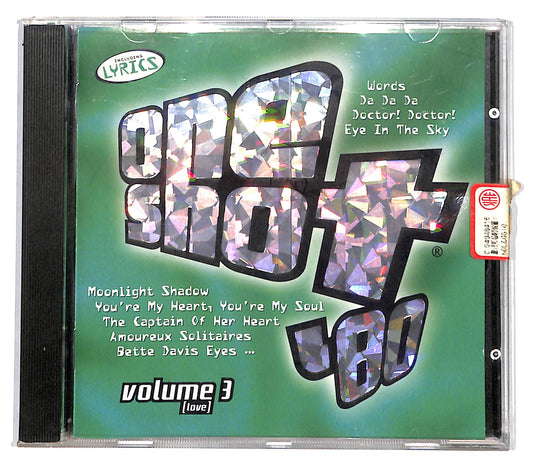 INCLUDING
LYRICS
one
shot
®
'80
Words
Da Da Da
Doctor! Doctor!
Eye In The Sky
Moonlight Shadow
You're My Heart, You're My Soul
The Captain Of Her Heart
Amoureux Solitaires
Bette Davis Eyes ...
volume 3
[love]